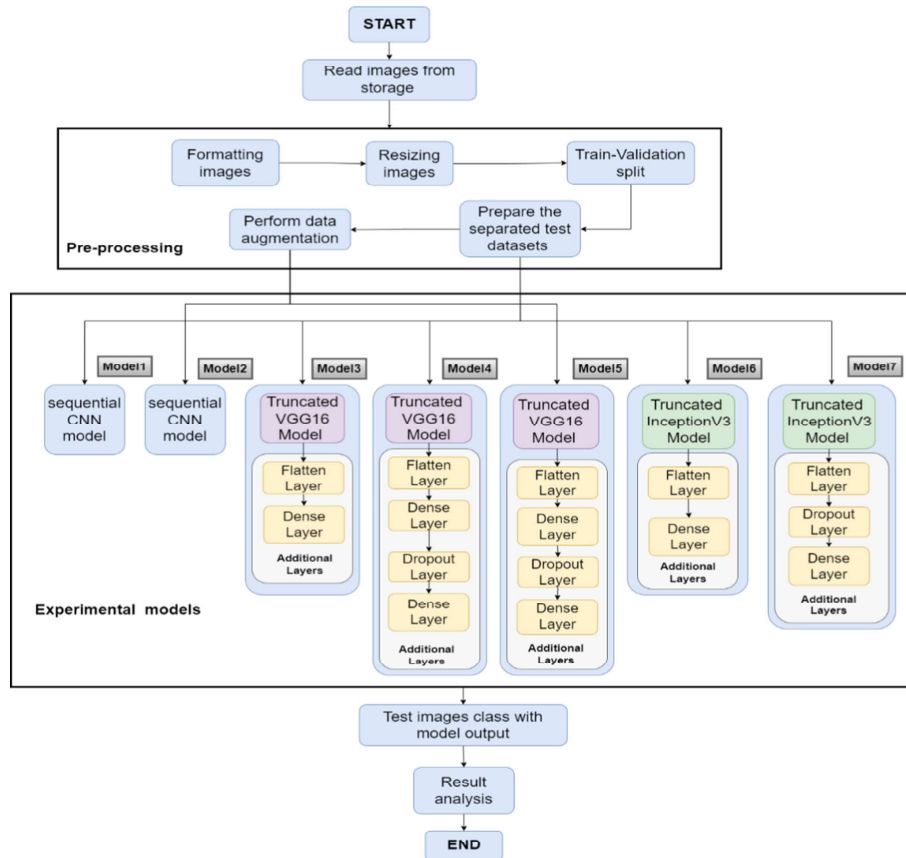 START
Read images from
storage
Formatting
images
Resizing
images
Train-Validation
split
Perform data
augmentation
Prepare the
separated test
datasets
Pre-processing
Model1
Model2
Model3
Model4
Model5
Model6
Model7
sequential
CNN
model
sequential
CNN
model
Truncated
VGG16
Model
Flatten
Layer
Dense
Layer
Additional
Layers
Truncated
VGG16
Model
Flatten
Layer
Dense
Layer
Dropout
Layer
Dense
Layer
Additional
Layers
Truncated
VGG16
Model
Flatten
Layer
Dense
Layer
Dropout
Layer
Dense
Layer
Additional
Layers
Truncated
InceptionV3
Model
Flatten
Layer
Dense
Layer
Additional
Layers
Truncated
InceptionV3
Model
Flatten
Layer
Dropout
Layer
Dense
Layer
Additional
Layers
Experimental models
Test images class with
model output
Result
analysis
END